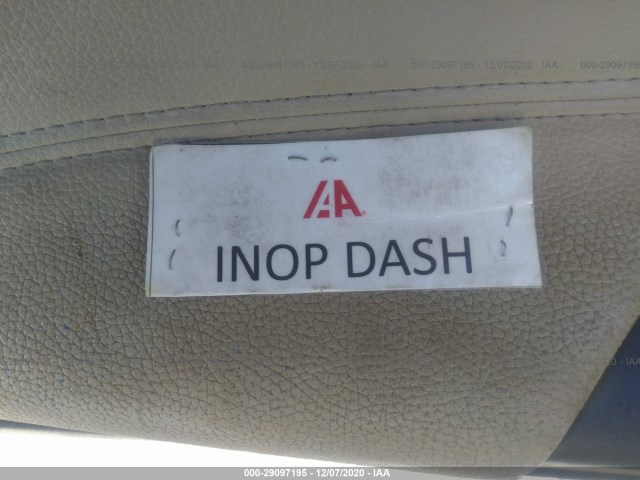 000-29097195 - 12/07/2020 - IAA
IAA
INOP DASH
000-29097195 - 12/07/2020 - IAA